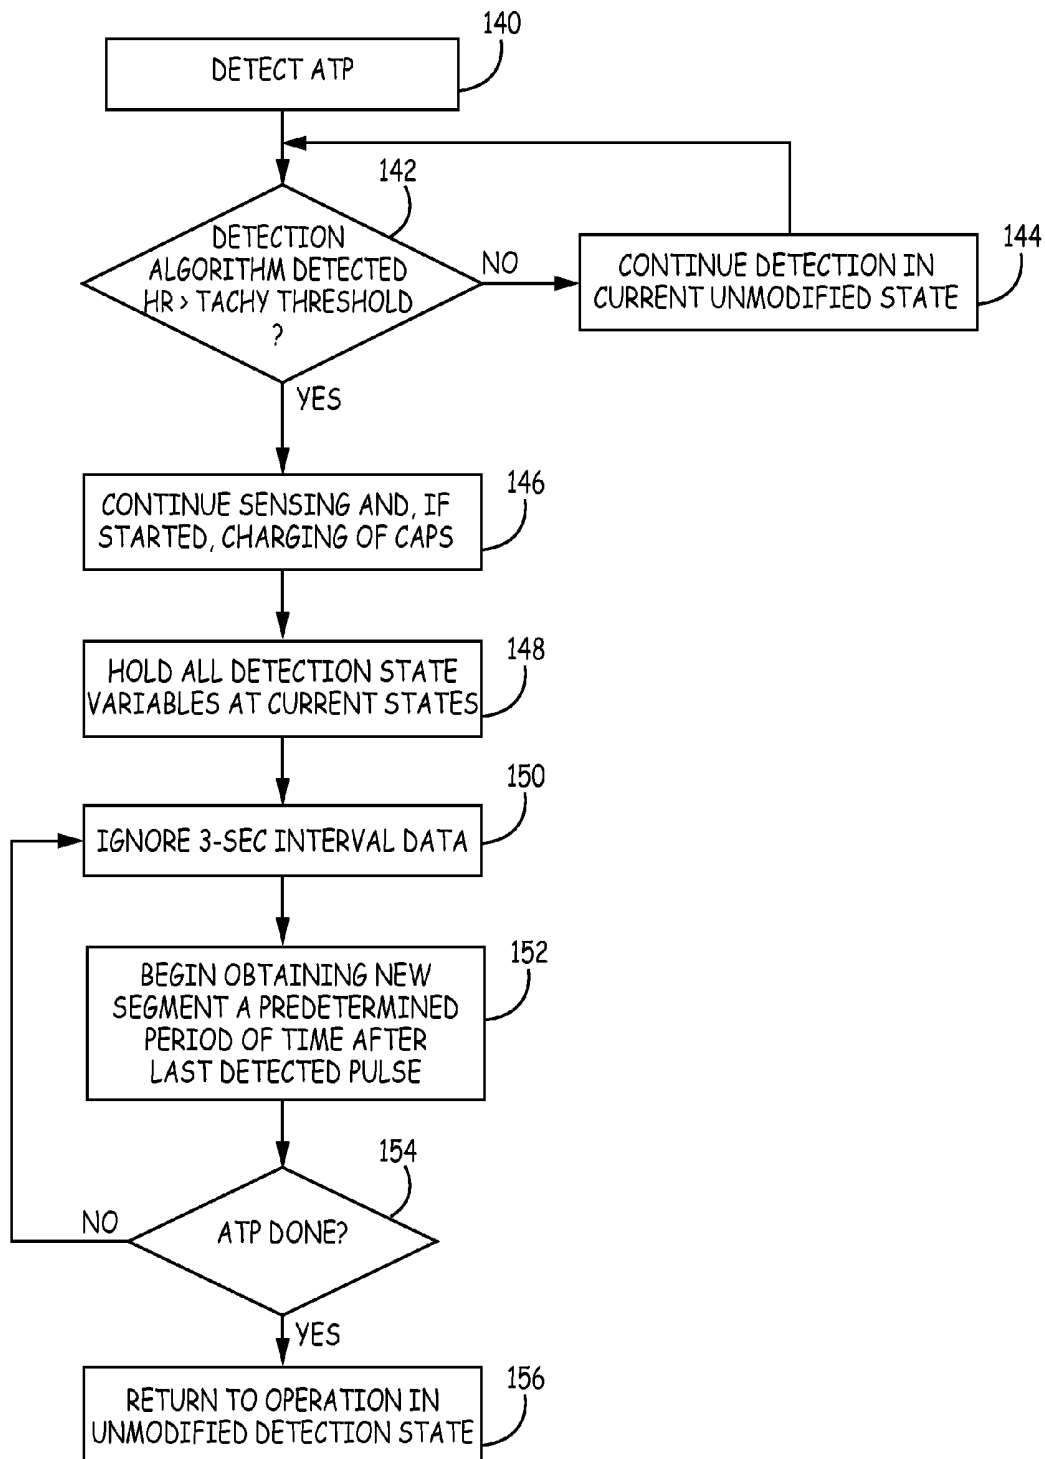 140
DETECT ATP
142
DETECTION
ALGORITHM DETECTED
HR > TACHY THRESHOLD
?
NO
144
CONTINUE DETECTION IN
CURRENT UNMODIFIED STATE
YES
146
CONTINUE SENSING AND, IF
STARTED, CHARGING OF CAPS
148
HOLD ALL DETECTION STATE
VARIABLES AT CURRENT STATES
150
IGNORE 3-SEC INTERVAL DATA
152
BEGIN OBTAINING NEW
SEGMENT A PREDETERMINED
PERIOD OF TIME AFTER
LAST DETECTED PULSE
154
ATP DONE?
NO
YES
156
RETURN TO OPERATION IN
UNMODIFIED DETECTION STATE